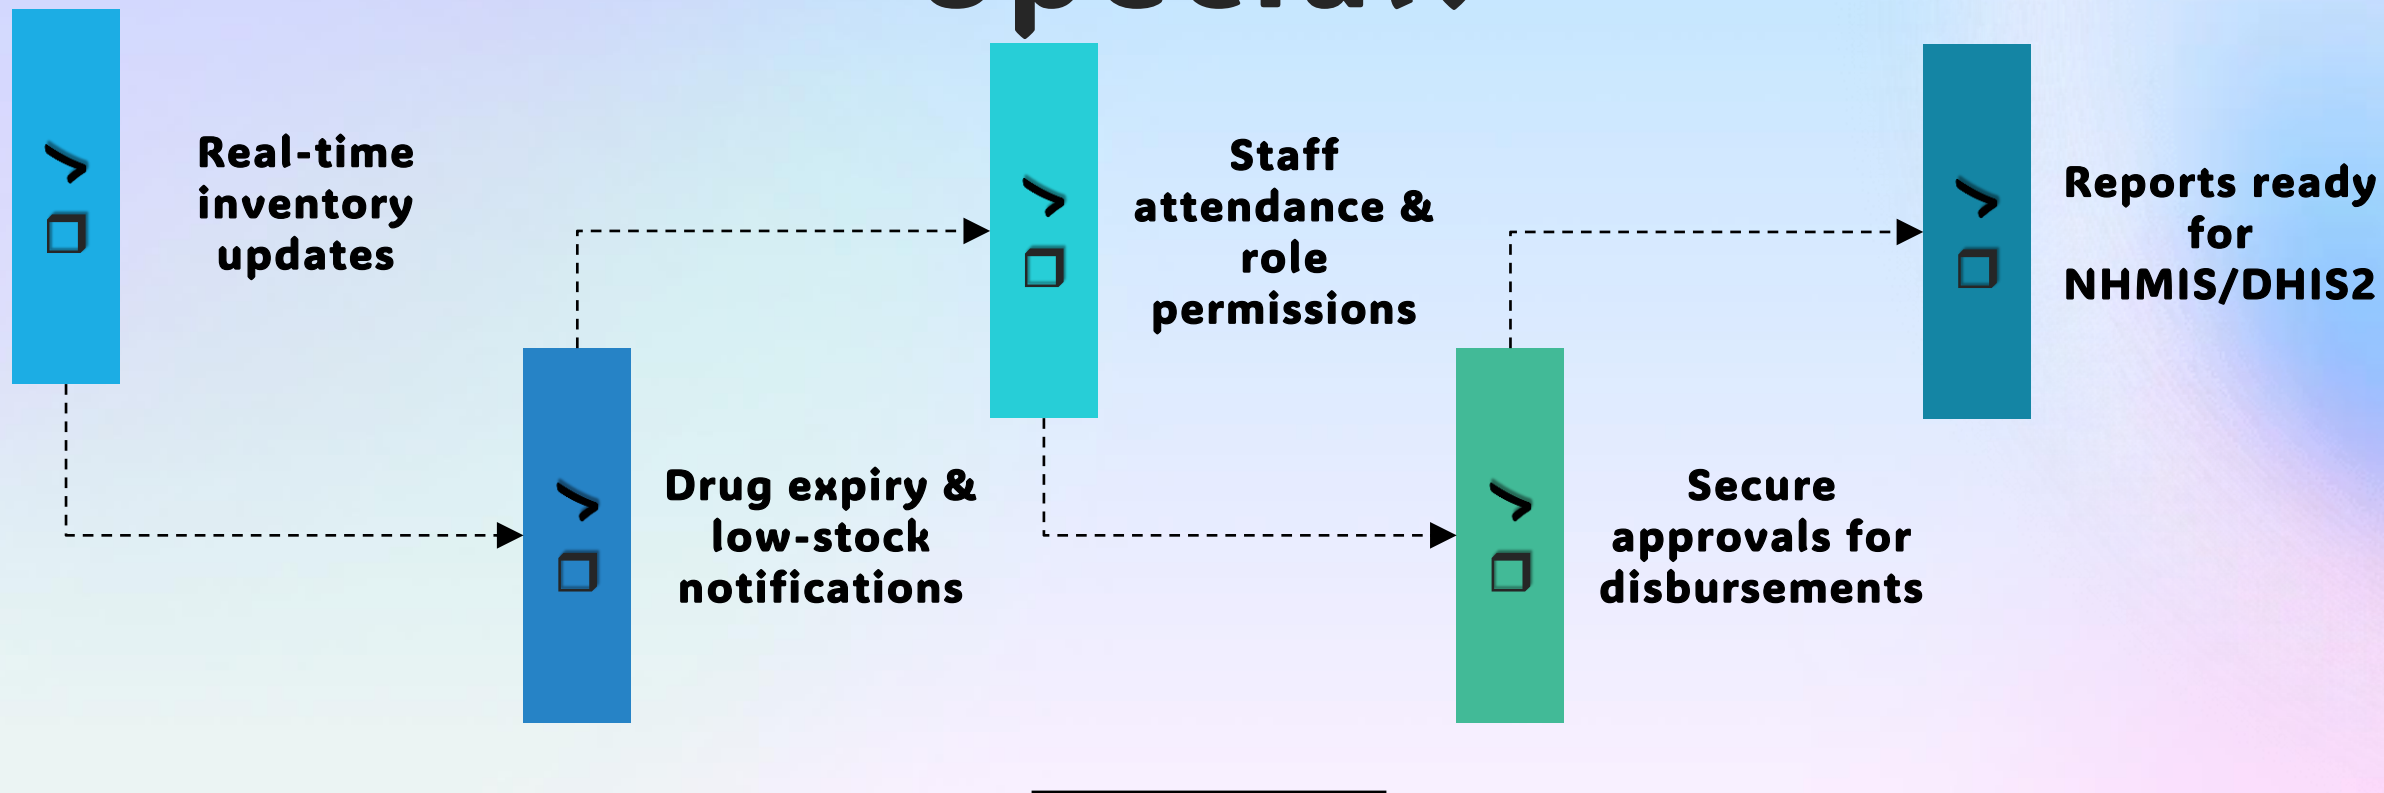 Real-time
inventory
updates
Drug expiry &
low-stock
notifications
Staff
attendance &
role
permissions
Secure
approvals for
disbursements
Reports ready
for
NHMIS/DHIS2